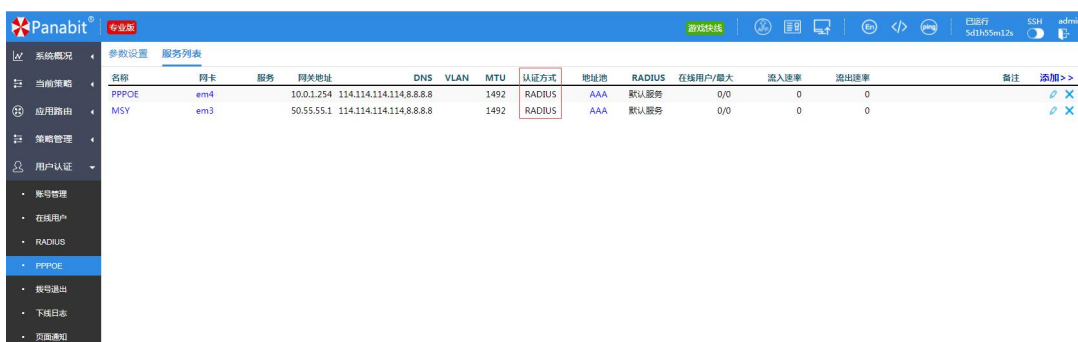 Panabit® 专业版 游戏快线 En </> ping 已运行 5d1h55m12s SSH admi
系统概况 参数设置 服务列表
当前策略 名称 网卡 服务 网关地址 DNS VLAN MTU 认证方式 地址池 RADIUS 在线用户/最大 流入速率 流出速率 备注 添加>>
PPPOE em4 10.0.1.254 114.114.114.114,8.8.8.8 1492 RADIUS AAA 默认服务 0/0 0 0
应用路由 MSY em3 50.55.55.1 114.114.114.114,8.8.8.8 1492 RADIUS AAA 默认服务 0/0 0 0
策略管理
用户认证
账号管理
在线用户
RADIUS
PPPOE
拨号退出
下线日志
页面通知